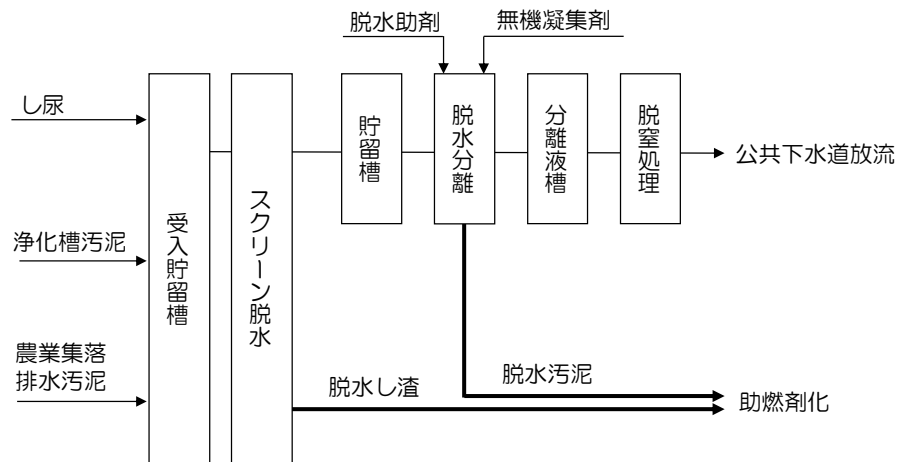 脱水助剤
無機凝集剤
し尿
浄化槽汚泥
農業集落
排水汚泥
受入貯留槽
スクリーン脱水
貯留槽
脱水分離
分離液槽
脱窒処理
公共下水道放流
脱水汚泥
脱水し渣
助燃剤化